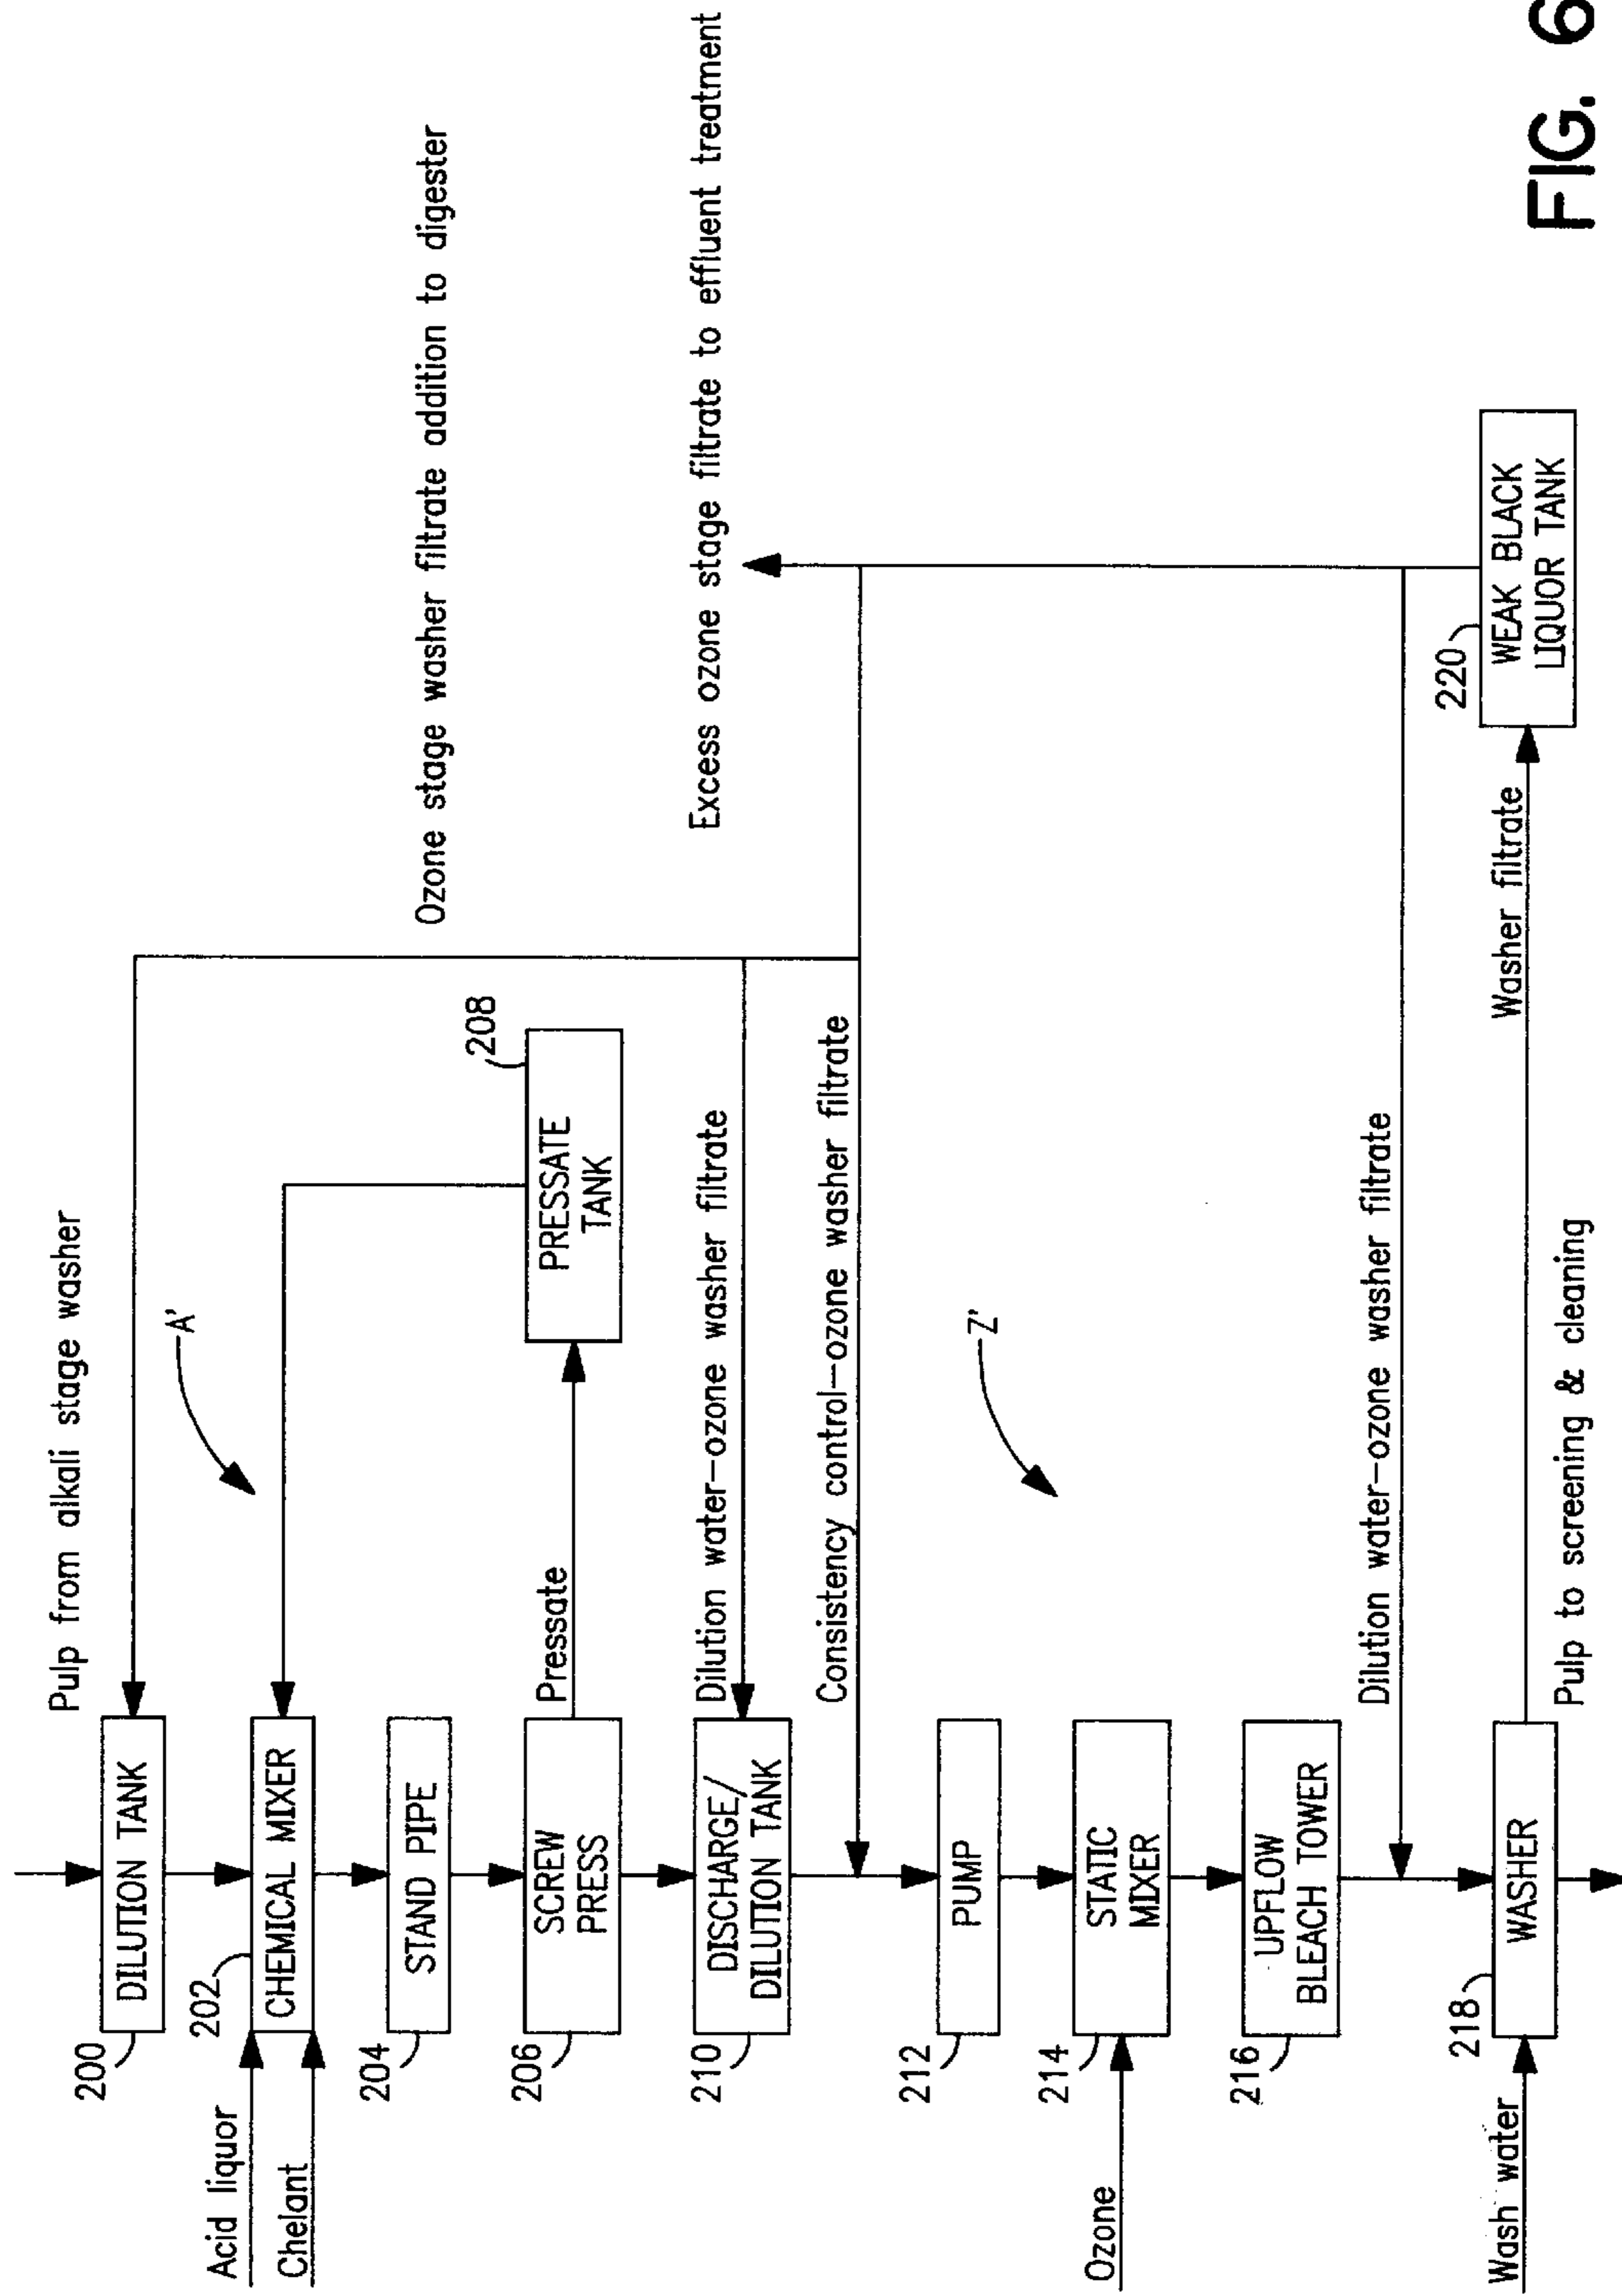 Pulp from alkali stage washer
200
DILUTION TANK
Acid liquor
Chelant
202
CHEMICAL MIXER
A'
204
STAND PIPE
206
SCREW
PRESS
Pressate
208
PRESSATE
TANK
Ozone stage washer filtrate addition to digester
210
DISCHARGE/
DILUTION TANK
Dilution water-ozone washer filtrate
Excess ozone stage filtrate to effluent treatment
Consistency control-ozone washer filtrate
212
PUMP
Z'
Ozone
214
STATIC
MIXER
216
UPFLOW
BLEACH TOWER
Dilution water-ozone washer filtrate
Wash water
218
WASHER
Washer filtrate
220
WEAK BLACK
LIQUOR TANK
Pulp to screening & cleaning
FIG. 6